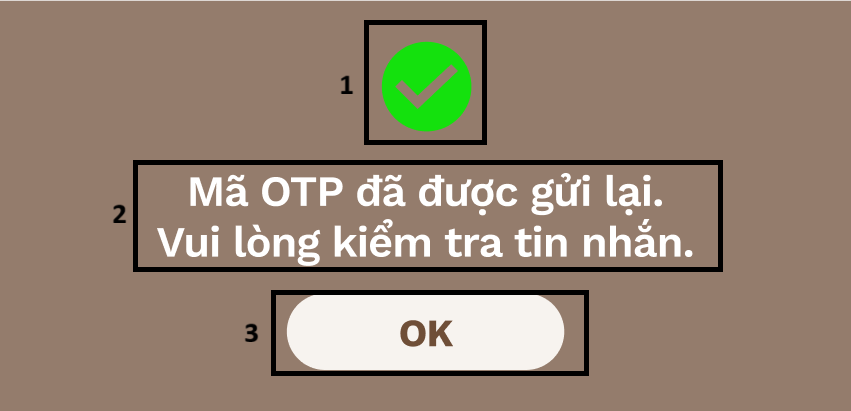 1
2
Mã OTP đã được gửi lại.
Vui lòng kiểm tra tin nhắn.
3
OK